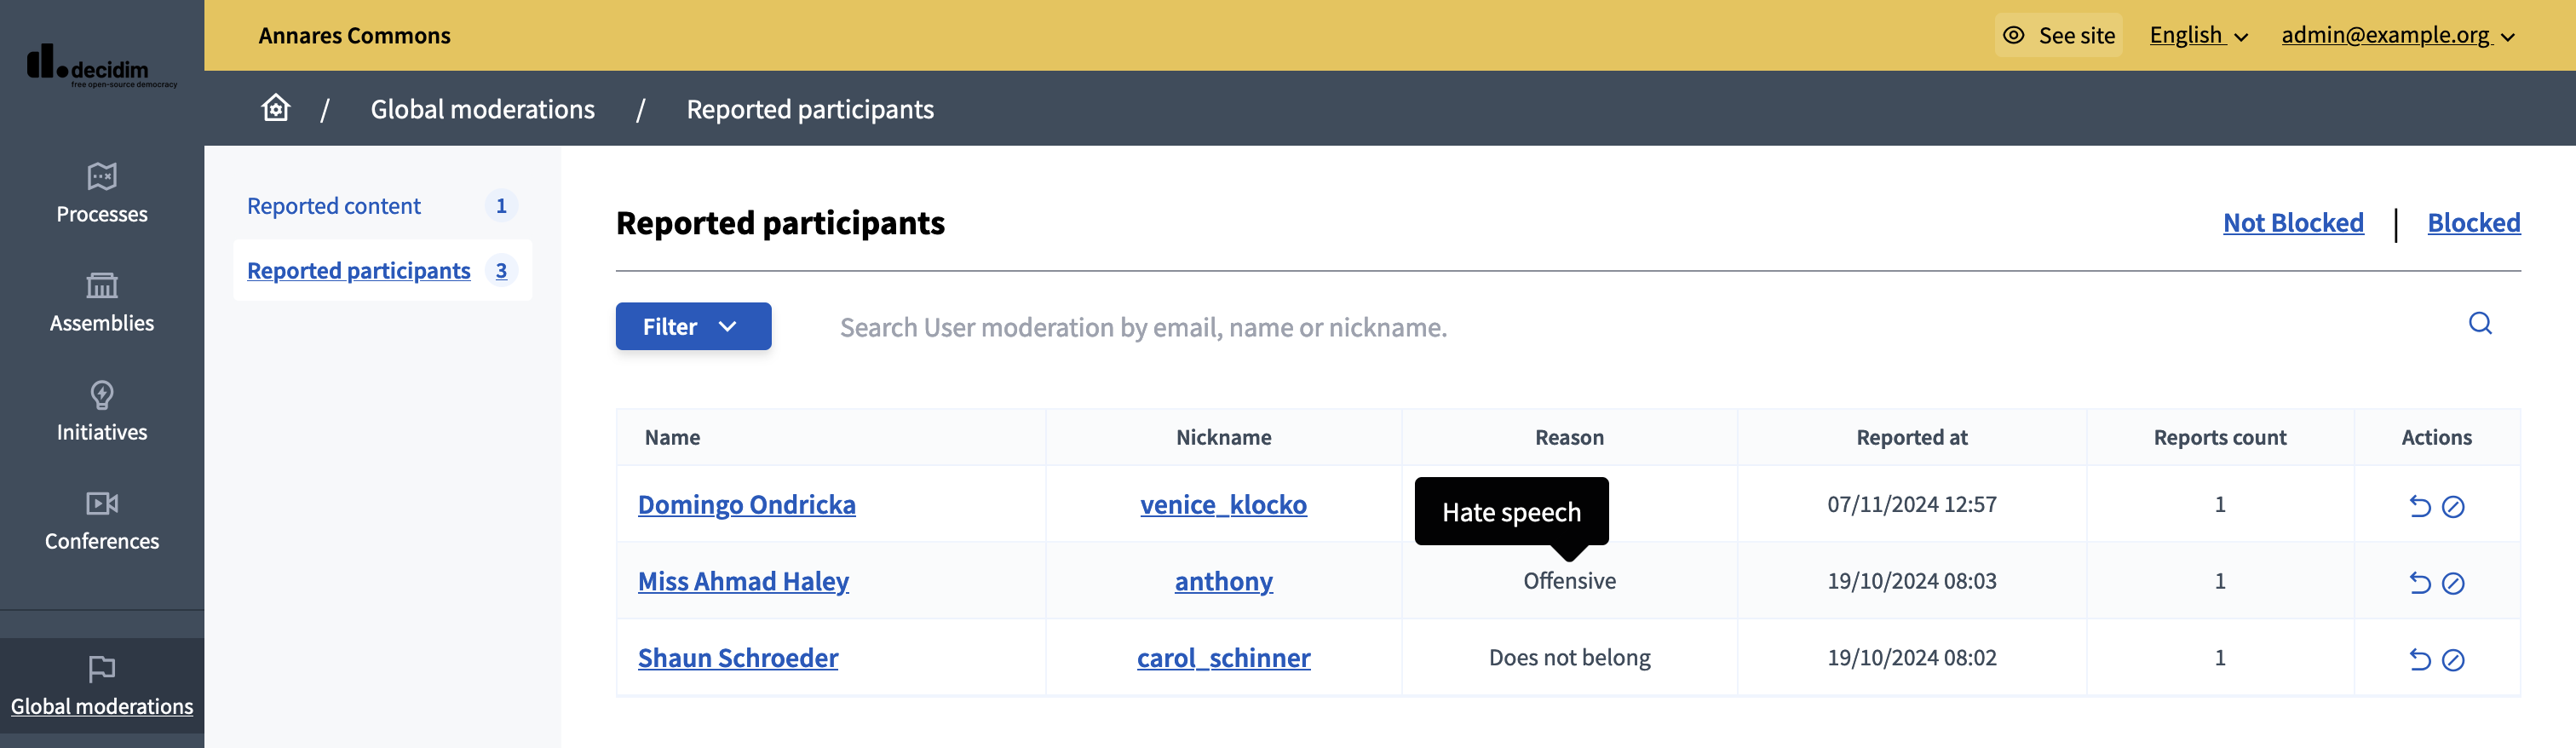 decidim
free open-source democracy
Annares Commons
See site
English
admin@example.org
/ Global moderations / Reported participants
Processes
Assemblies
Initiatives
Conferences
Global moderations
Reported content 1
Reported participants 3
Reported participants
Not Blocked | Blocked
Filter
Search User moderation by email, name or nickname.
Name Nickname Reason Reported at Reports count Actions
Domingo Ondricka venice_klocko 07/11/2024 12:57 1
Hate speech
Miss Ahmad Haley anthony Offensive 19/10/2024 08:03 1
Shaun Schroeder carol_schinner Does not belong 19/10/2024 08:02 1